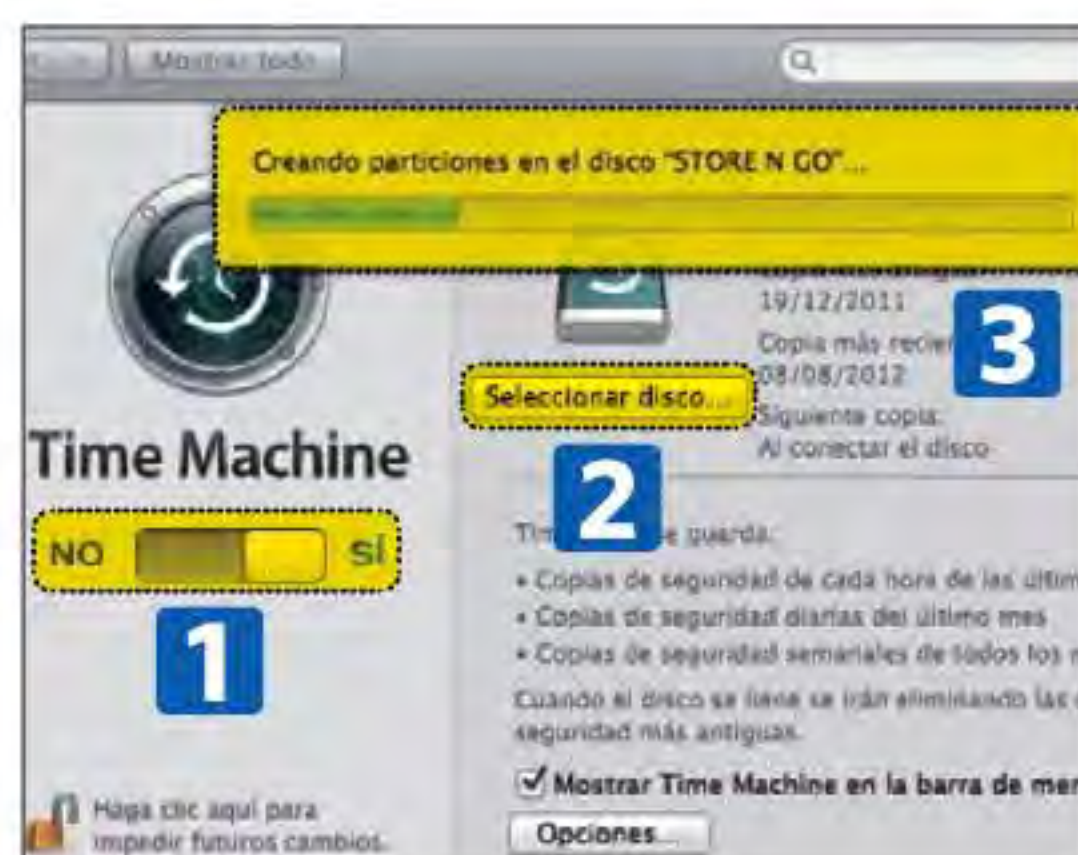 Mostrar todo
Creando particiones en el disco "STORE N GO"...
19/12/2011
Copia más
08/08/2012
Siguiente copia:
Al conectar el disco
3
Seleccionar disco...
2
Time Machine
NO SÍ
1
guarda:
• Copias de seguridad de cada hora de las
• Copias de seguridad diarias del último mes
• Copias de seguridad semanales de todos los
Cuando el disco se llene se irán eliminando las
seguridad más antiguas.
Mostrar Time Machine en la barra de
Opciones...
Haga clic aquí para
impedir futuros cambios.